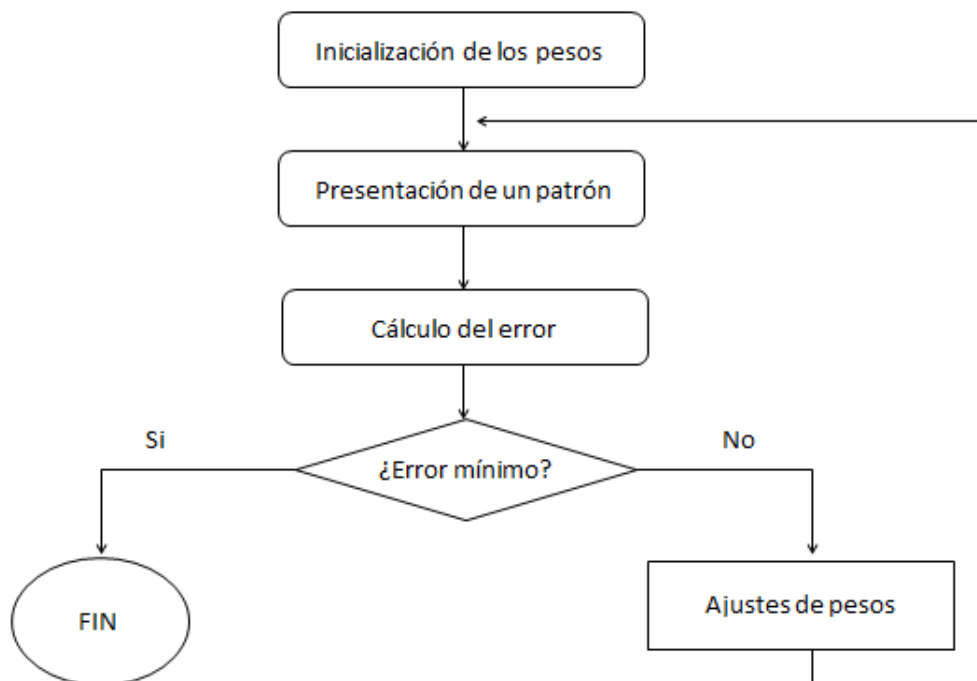 Inicialización de los pesos
Presentación de un patrón
Cálculo del error
Si
¿Error mínimo?
No
FIN
Ajustes de pesos